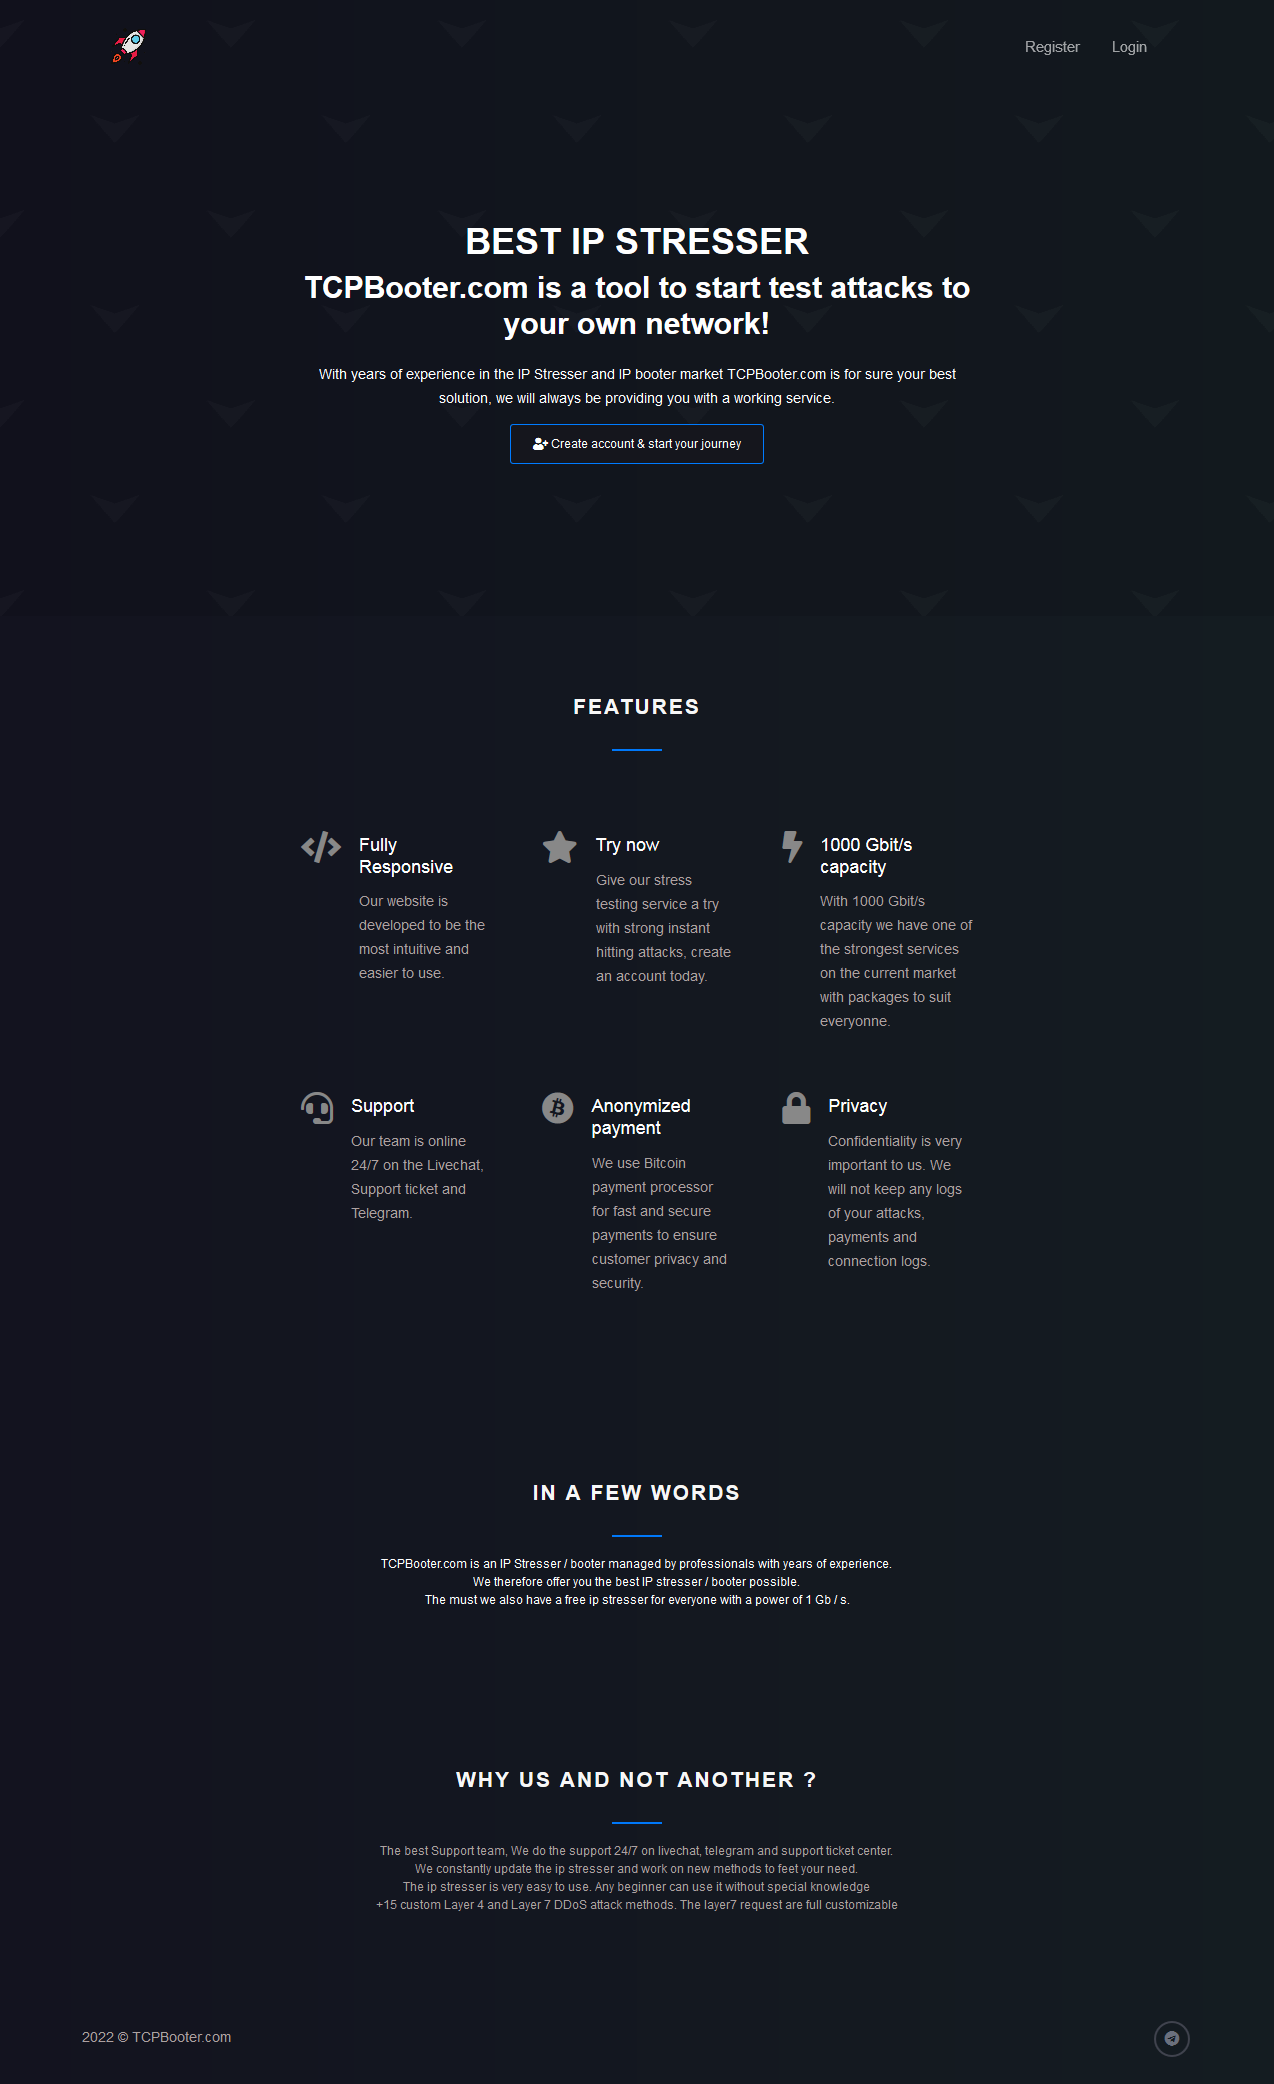 Register Login
BEST IP STRESSER
TCPBooter.com is a tool to start test attacks to
your own network!
With years of experience in the IP Stresser and IP booter market TCPBooter.com is for sure your best
solution, we will always be providing you with a working service.
Create account & start your journey
FEATURES
Fully
Responsive
Our website is
developed to be the
most intuitive and
easier to use.
Try now
Give our stress
testing service a try
with strong instant
hitting attacks, create
an account today.
1000 Gbit/s
capacity
With 1000 Gbit/s
capacity we have one of
the strongest services
on the current market
with packages to suit
everyonne.
Support
Our team is online
24/7 on the Livechat,
Support ticket and
Telegram.
Anonymized
payment
We use Bitcoin
payment processor
for fast and secure
payments to ensure
customer privacy and
security.
Privacy
Confidentiality is very
important to us. We
will not keep any logs
of your attacks,
payments and
connection logs.
IN A FEW WORDS
TCPBooter.com is an IP Stresser / booter managed by professionals with years of experience.
We therefore offer you the best IP stresser / booter possible.
The must we also have a free ip stresser for everyone with a power of 1 Gb / s.
WHY US AND NOT ANOTHER ?
The best Support team, We do the support 24/7 on livechat, telegram and support ticket center.
We constantly update the ip stresser and work on new methods to feet your need.
The ip stresser is very easy to use. Any beginner can use it without special knowledge
+15 custom Layer 4 and Layer 7 DDoS attack methods. The layer7 request are full customizable
2022 © TCPBooter.com